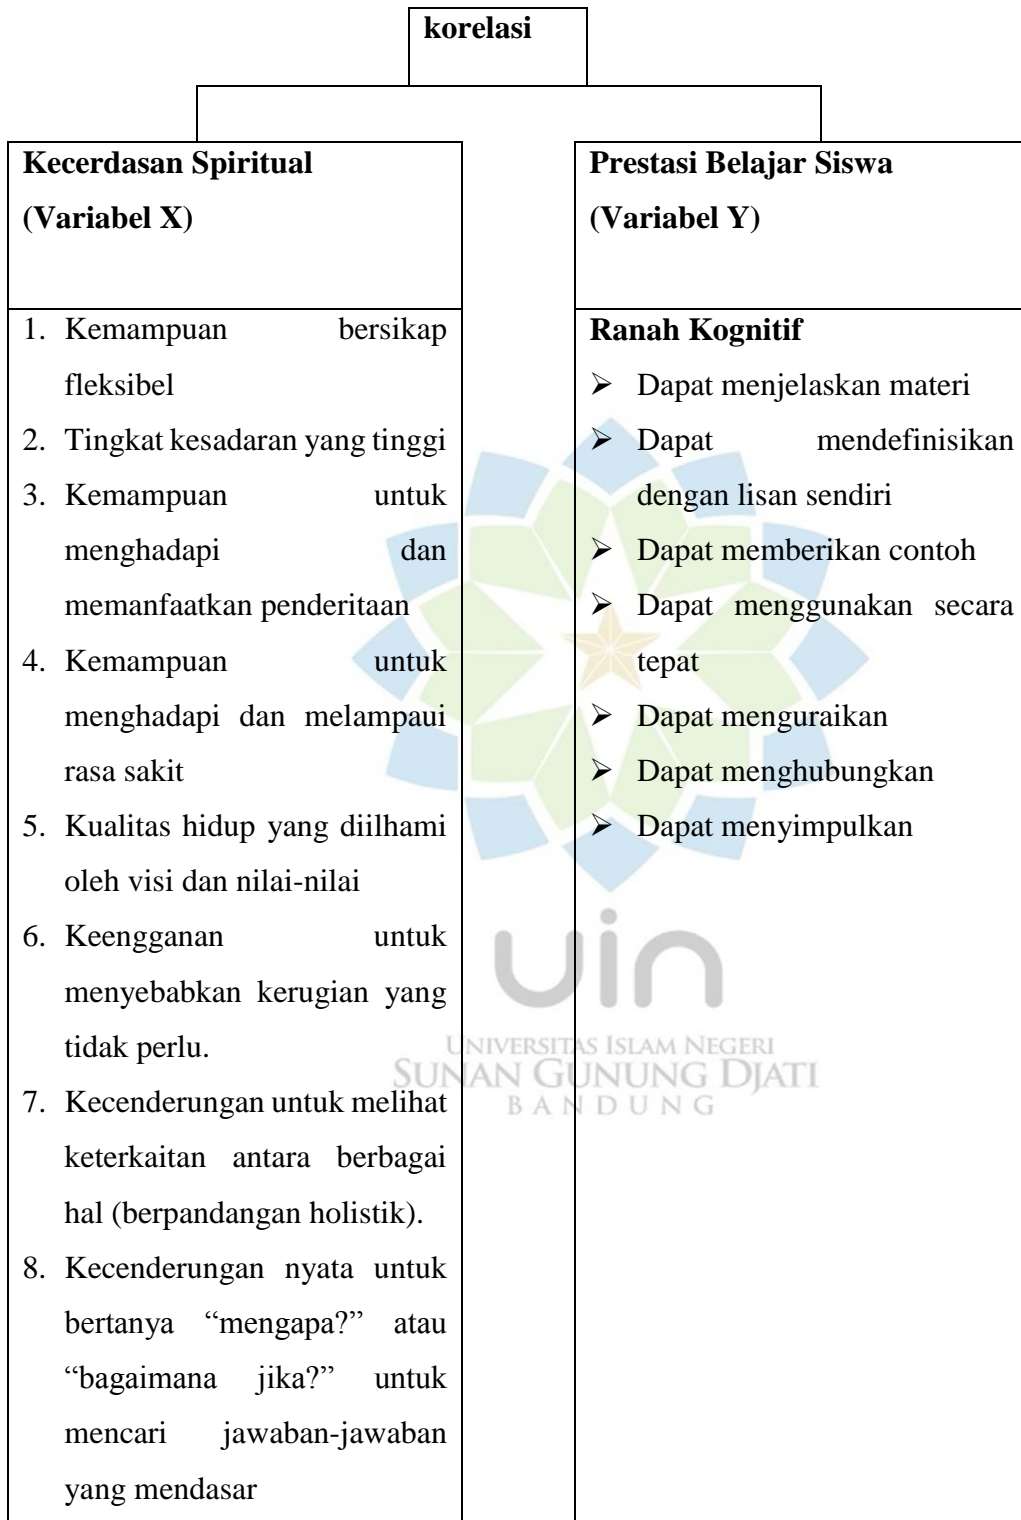 korelasi
Kecerdasan Spiritual
(Variabel X)
1. Kemampuan bersikap
fleksibel
2. Tingkat kesadaran yang tinggi
3. Kemampuan untuk
menghadapi dan
memanfaatkan penderitaan
4. Kemampuan untuk
menghadapi dan melampaui
rasa sakit
5. Kualitas hidup yang diilhami
oleh visi dan nilai-nilai
6. Keengganan untuk
menyebabkan kerugian yang
tidak perlu.
7. Kecenderungan untuk melihat
keterkaitan antara berbagai
hal (berpandangan holistik).
8. Kecenderungan nyata untuk
bertanya “mengapa?” atau
“bagaimana jika?” untuk
mencari jawaban-jawaban
yang mendasar
Prestasi Belajar Siswa
(Variabel Y)
Ranah Kognitif
➢ Dapat menjelaskan materi
➢ Dapat mendefinisikan
dengan lisan sendiri
➢ Dapat memberikan contoh
➢ Dapat menggunakan secara
tepat
➢ Dapat menguraikan
➢ Dapat menghubungkan
➢ Dapat menyimpulkan
uin
UNIVERSITAS ISLAM NEGERI
SUNAN GUNUNG DJATI
BANDUNG